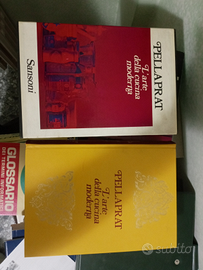 PELLAPRAT
L'arte
della cucina
moderna
Sansoni
PELLAPRAT
L'arte
della cucina
moderna
GLOSSARIO
subito